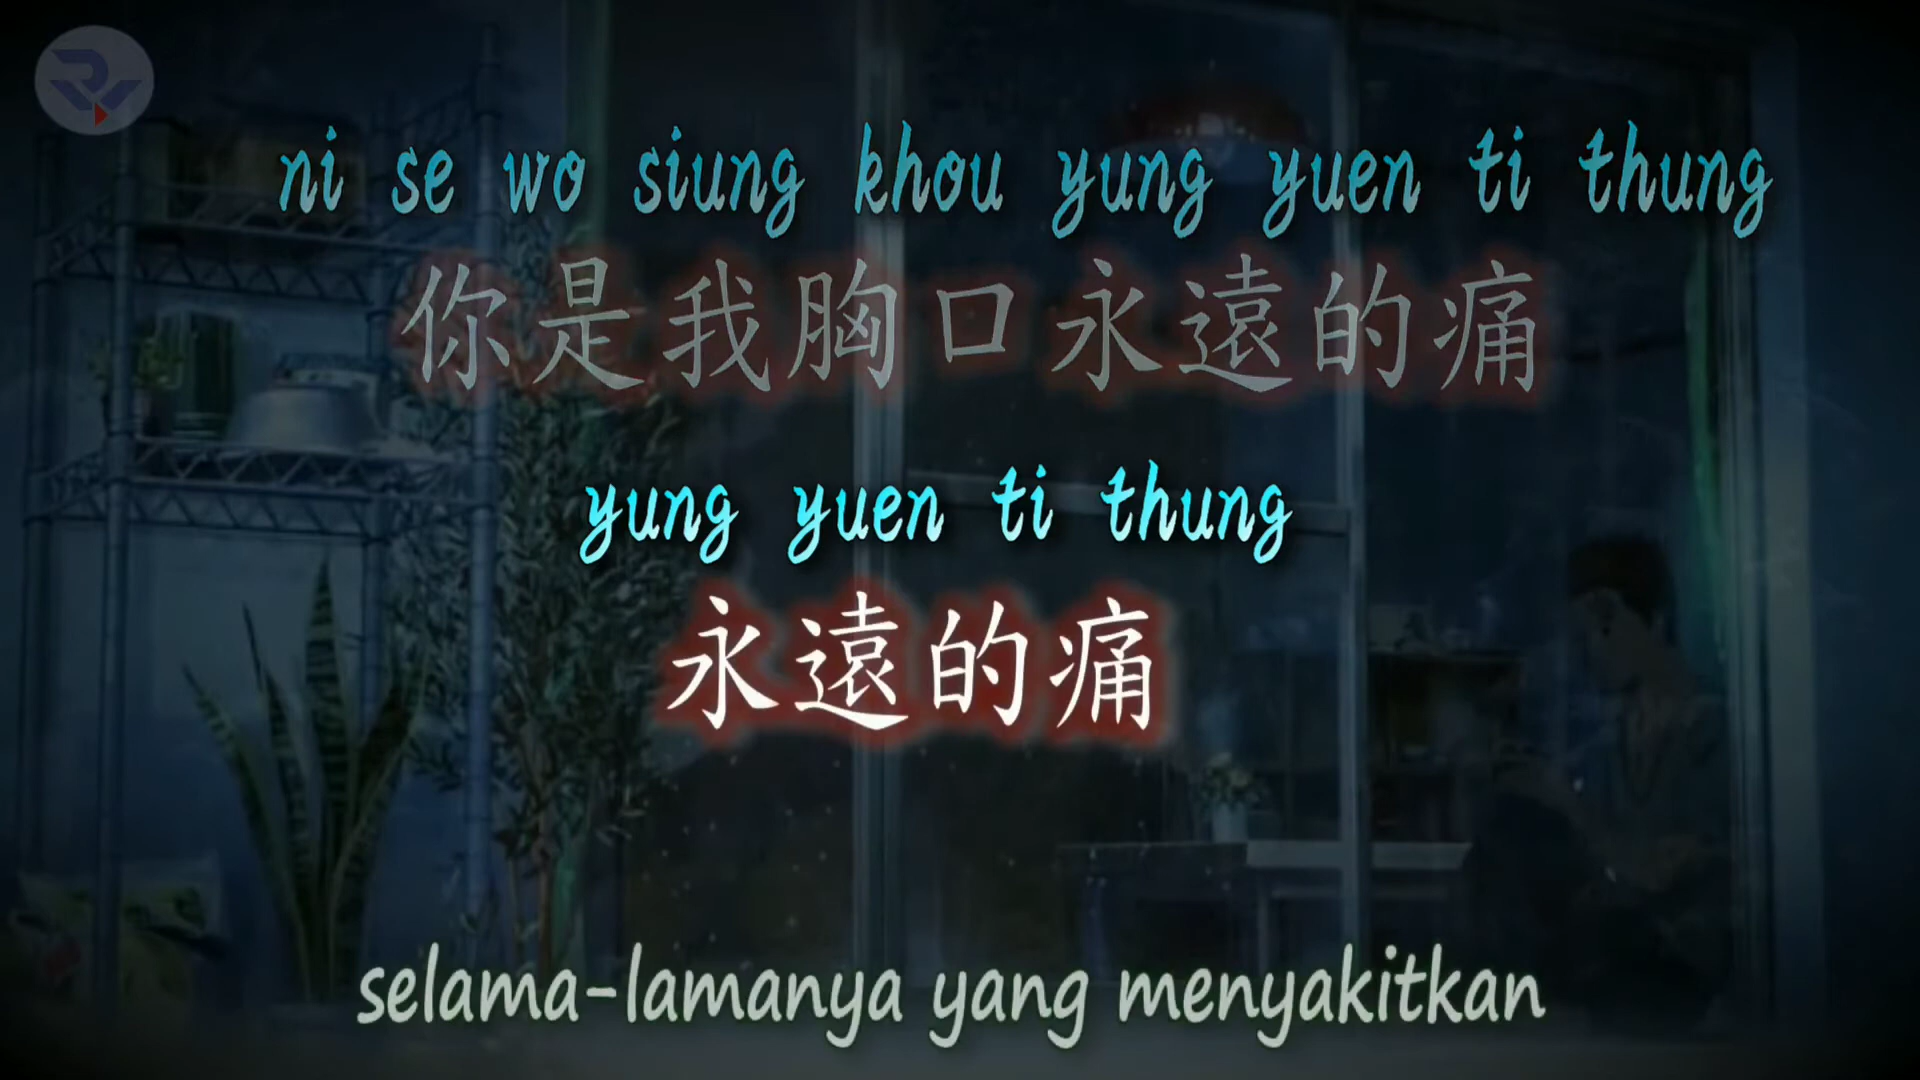 ni se wo siung khou yung yuen ti thung
你是我胸口永遠的痛
yung yuen ti thung
永遠的痛
selama-lamanya yang menyakitkan